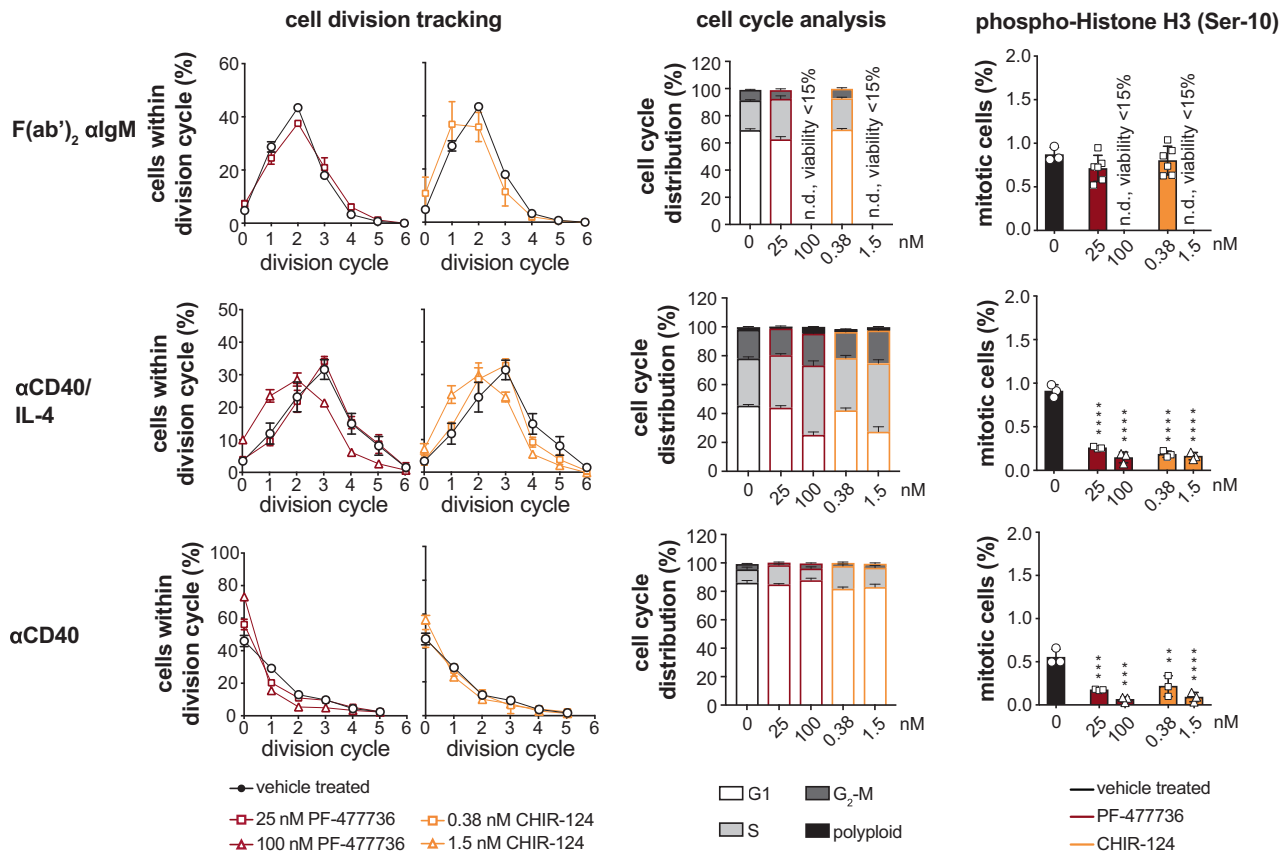 cell division tracking
cell cycle analysis
phospho-Histone H3 (Ser-10)
F(ab')₂ αIgM
cells within
division cycle (%)
60
40
20
0
0 1 2 3 4 5 6
division cycle
0 1 2 3 4 5 6
division cycle
cell cycle
distribution (%)
120
100
80
60
40
20
0
n.d., viability <15%
n.d., viability <15%
0 25 100 0.38 1.5 nM
mitotic cells (%)
2.0
1.5
1.0
0.5
0.0
n.d., viability <15%
n.d., viability <15%
0 25 100 0.38 1.5 nM
αCD40/
IL-4
cells within
division cycle (%)
50
40
30
20
10
0
0 1 2 3 4 5 6
division cycle
0 1 2 3 4 5 6
division cycle
cell cycle
distribution (%)
120
100
80
60
40
20
0
0 25 100 0.38 1.5 nM
mitotic cells (%)
2.0
1.5
1.0
0.5
0.0
**** **** **** ****
0 25 100 0.38 1.5 nM
αCD40
cells within
division cycle (%)
100
80
60
40
20
0
0 1 2 3 4 5 6
division cycle
0 1 2 3 4 5 6
division cycle
cell cycle
distribution (%)
120
100
80
60
40
20
0
0 25 100 0.38 1.5 nM
mitotic cells (%)
2.0
1.5
1.0
0.5
0.0
*** *** ** ****
0 25 100 0.38 1.5 nM
vehicle treated
25 nM PF-477736
100 nM PF-477736
0.38 nM CHIR-124
1.5 nM CHIR-124
G1
G₂-M
S
polyploid
vehicle treated
PF-477736
CHIR-124